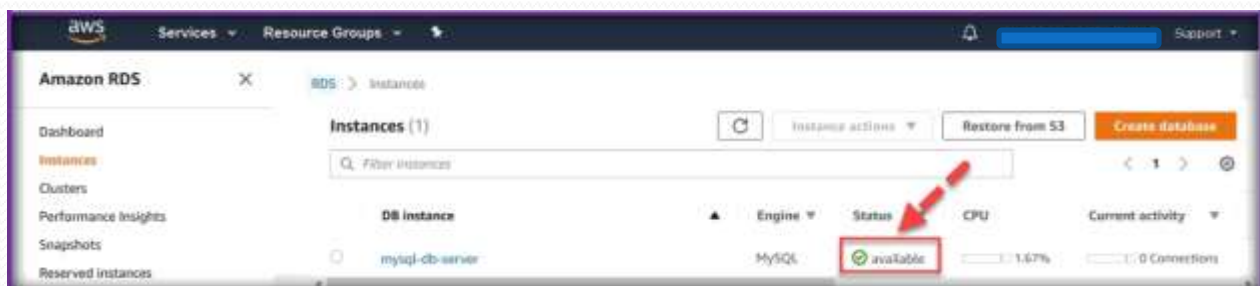 aws Services Resource Groups Support
Amazon RDS
RDS > Instances
Dashboard
Instances (1) Instance actions Restore from S3 Create database
Instances
Filter instances < 1 >
Clusters
Performance Insights
DB instance Engine Status CPU Current activity
Snapshots
mysql-db-server MySQL available 1.67% 0 Connections
Reserved instances